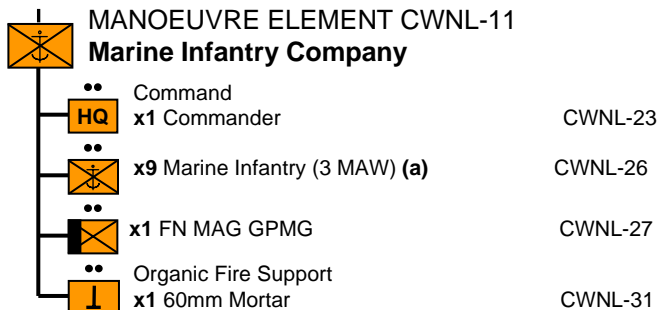 MANOEUVRE ELEMENT CWNL-11
Marine Infantry Company
Command
HQ x1 Commander CWNL-23
x9 Marine Infantry (3 MAW) (a) CWNL-26
x1 FN MAG GPMG CWNL-27
Organic Fire Support
x1 60mm Mortar CWNL-31